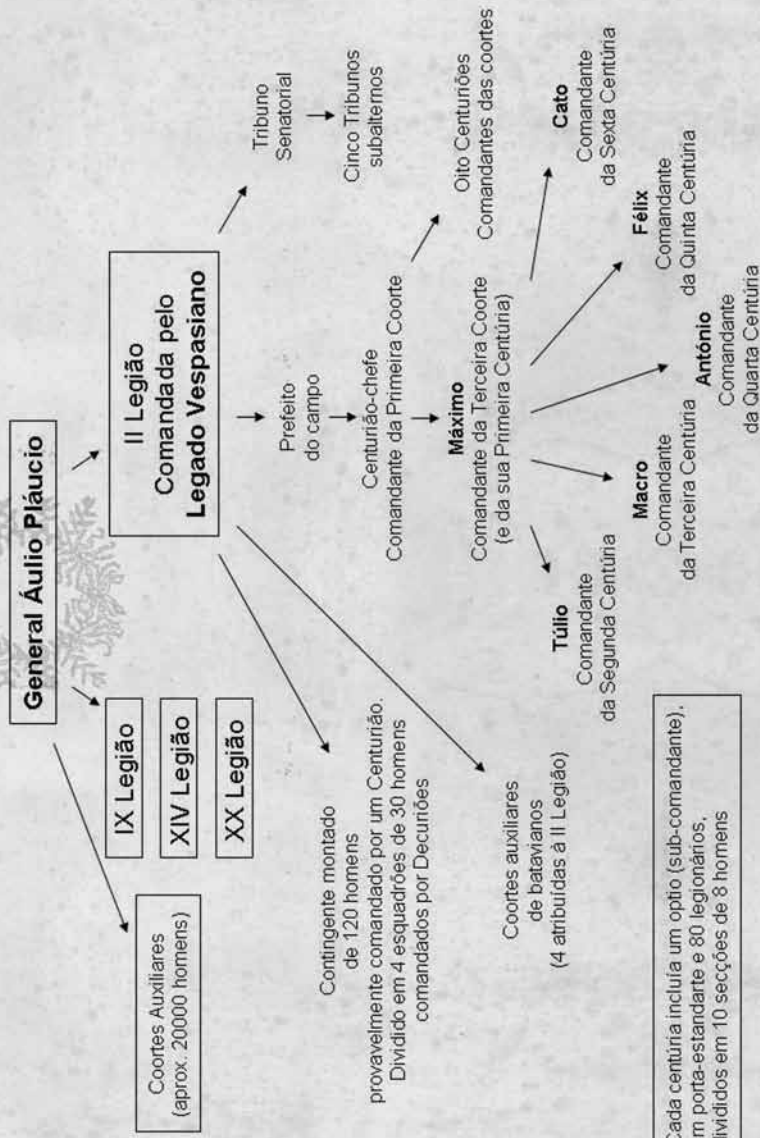 General Áulio Pláucio
Coortes Auxiliares
(aprox. 20000 homens)
IX Legião
XIV Legião
XX Legião
II Legião
Comandada pelo
Legado Vespasiano
Tribuno
Senatorial
Cinco Tribunos
subalternos
Prefeito
do campo
Centurião-chefe
Comandante da Primeira Coorte
Oito Centuriões
Comandantes das coortes
Máximo
Comandante da Terceira Coorte
(e da sua Primeira Centúria)
Contingente montado
de 120 homens
provavelmente comandado por um Centurião.
Dividido em 4 esquadrões de 30 homens
comandados por Decuriões
Coortes auxiliares
de batavianos
(4 atribuídas à II Legião)
Túlio
Comandante
da Segunda Centúria
Macro
Comandante
da Terceira Centúria
António
Comandante
da Quarta Centúria
Félix
Comandante
da Quinta Centúria
Cato
Comandante
da Sexta Centúria
Cada centúria incluía um optio (sub-comandante),
um porta-estandarte e 80 legionários,
divididos em 10 secções de 8 homens